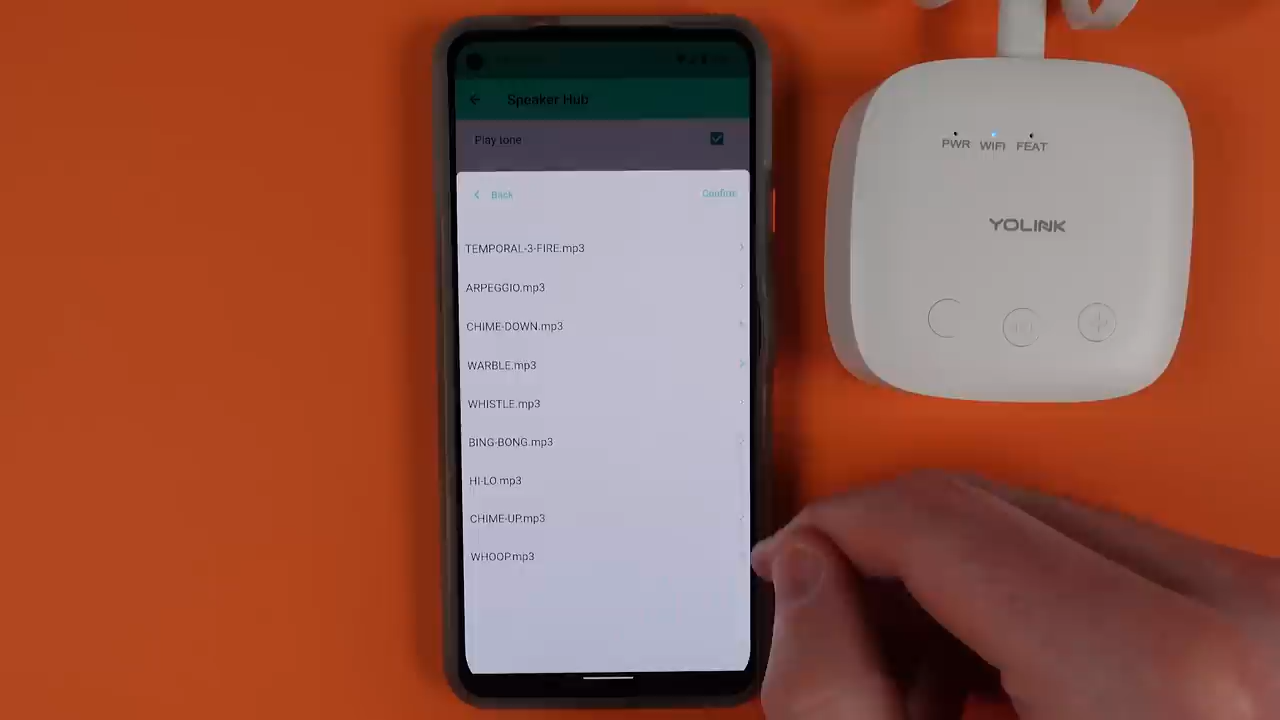 Speaker Hub
Play tone
Back
Confirm
TEMPORAL-3-FIRE.mp3
ARPEGGIO.mp3
CHIME-DOWN.mp3
WARBLE.mp3
WHISTLE.mp3
BING-BONG.mp3
HI-LO.mp3
CHIME-UP.mp3
WHOOP.mp3
PWR WIFI FEAT
YOLINK